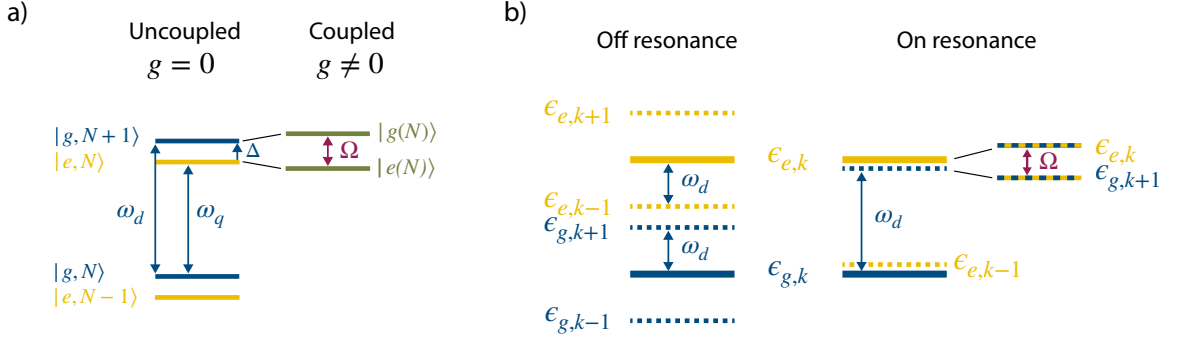 a)
Uncoupled
g = 0
Coupled
g ≠ 0
|g, N + 1⟩
|e, N⟩
Δ
Ω
|g(N)⟩
|e(N)⟩
ω_d
ω_q
|g, N⟩
|e, N − 1⟩
b)
Off resonance
On resonance
ϵ_{e,k+1}
ϵ_{e,k}
ω_d
ϵ_{e,k−1}
ϵ_{g,k+1}
ω_d
ϵ_{g,k}
ϵ_{g,k−1}
ω_d
Ω
ϵ_{e,k}
ϵ_{g,k+1}
ϵ_{e,k−1}